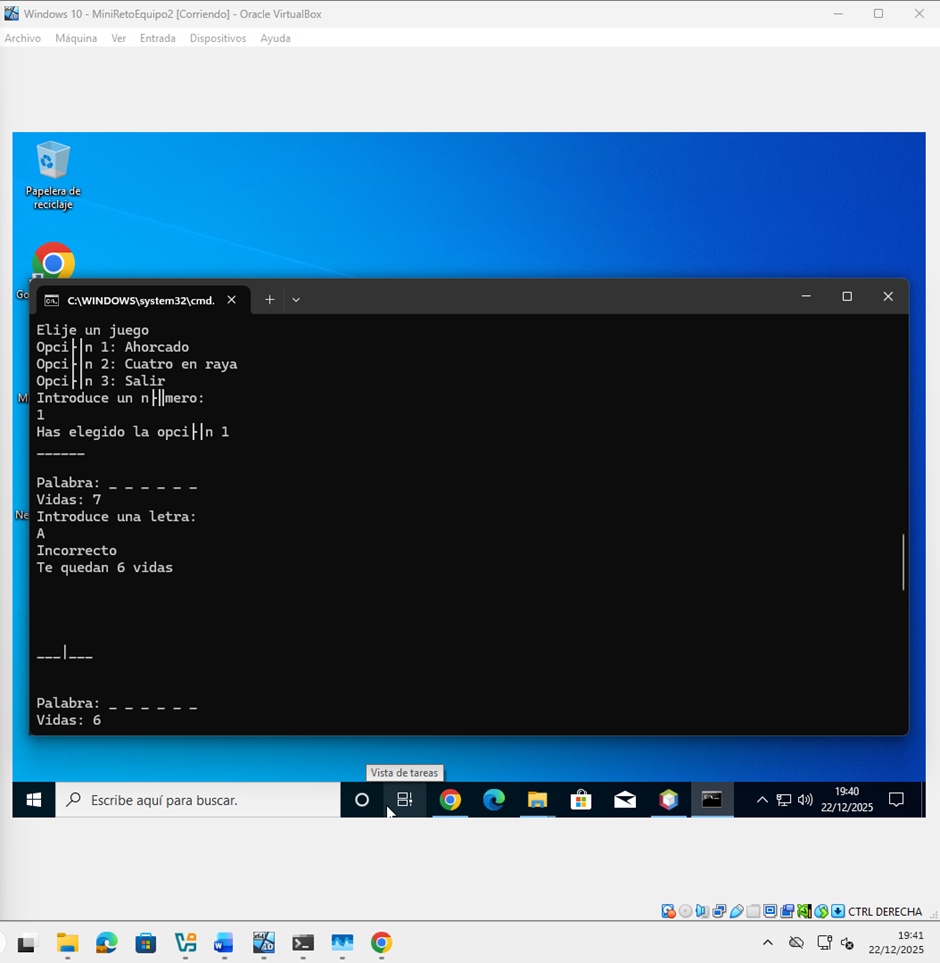 Windows 10 - MiniRetoEquipo2 [Corriendo] - Oracle VirtualBox
Archivo Máquina Ver Entrada Dispositivos Ayuda
Papelera de
reciclaje
Go
C:\WINDOWS\system32\cmd.
Elije un juego
Opci├│n 1: Ahorcado
Opci├│n 2: Cuatro en raya
Opci├│n 3: Salir
Introduce un n├║mero:
1
Has elegido la opci├│n 1
______
Palabra: _ _ _ _ _ _
Vidas: 7
Introduce una letra:
A
Incorrecto
Te quedan 6 vidas
___|___
Palabra: _ _ _ _ _ _
Vidas: 6
M
Ne
Vista de tareas
Escribe aquí para buscar.
19:40
22/12/2025
CTRL DERECHA
19:41
22/12/2025